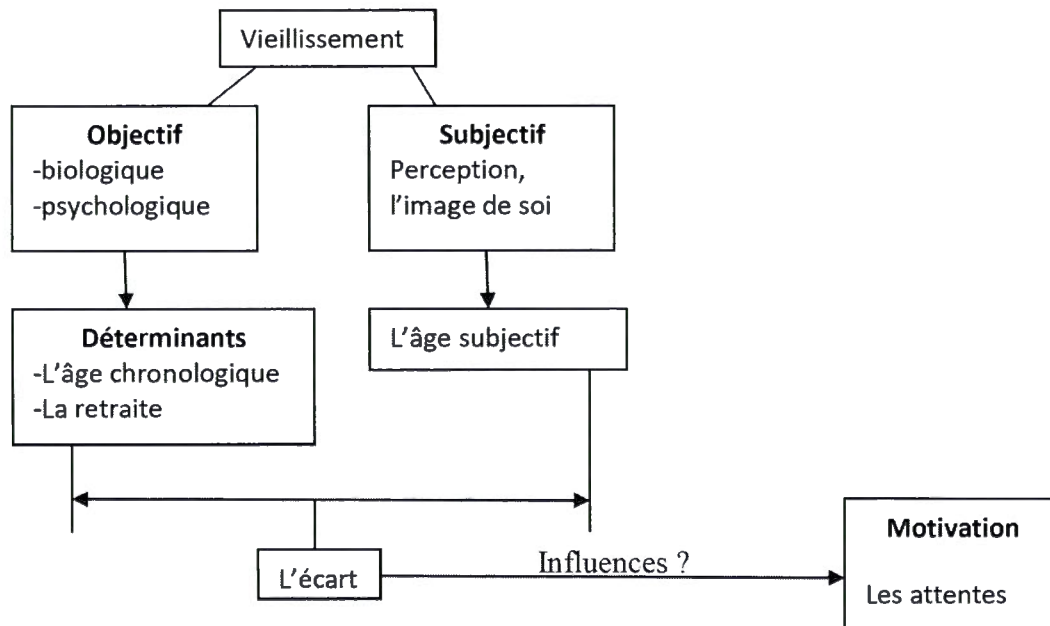 Vieillissement
Objectif
-biologique
-psychologique
Subjectif
Perception,
l'image de soi
Déterminants
-L'âge chronologique
-La retraite
L'âge subjectif
L'écart
Influences ?
Motivation
Les attentes